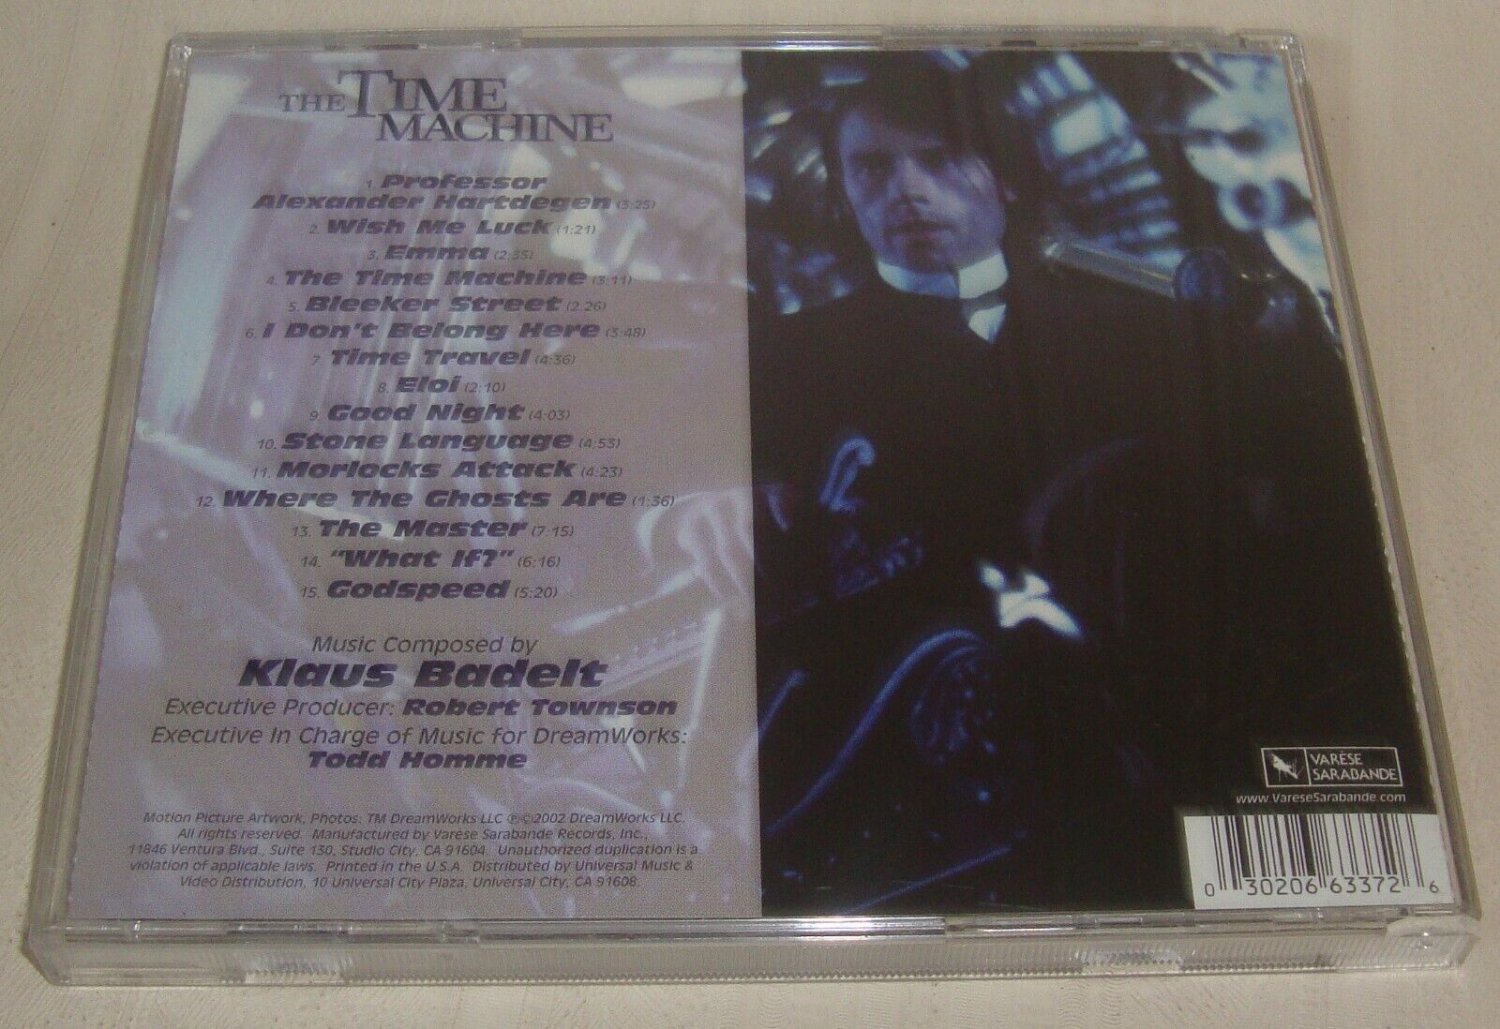 THE TIME
MACHINE
1. Professor
Alexander Hartdegen (3:25)
2. Wish Me Luck (1:21)
3. Emma (2:35)
4. The Time Machine (3:11)
5. Bleeker Street (2:26)
6. I Don't Belong Here (3:48)
7. Time Travel (4:36)
8. Eloi (2:10)
9. Good Night (4:03)
10. Stone Language (4:53)
11. Morlocks Attack (4:23)
12. Where The Ghosts Are (1:36)
13. The Master (7:15)
14. "What If?" (6:16)
15. Godspeed (5:20)
Music Composed by
Klaus Badelt
Executive Producer: Robert Townson
Executive In Charge of Music for DreamWorks:
Todd Homme
Motion Picture Artwork, Photos: TM DreamWorks LLC ℗©2002 DreamWorks LLC.
All rights reserved. Manufactured by Varèse Sarabande Records, Inc.,
11846 Ventura Blvd., Suite 130, Studio City, CA 91604. Unauthorized duplication is a
violation of applicable laws. Printed in the U.S.A. Distributed by Universal Music &
Video Distribution, 10 Universal City Plaza, Universal City, CA 91608.
VARÈSE
SARABANDE
www.VareseSarabande.com
0 30206 63372 6